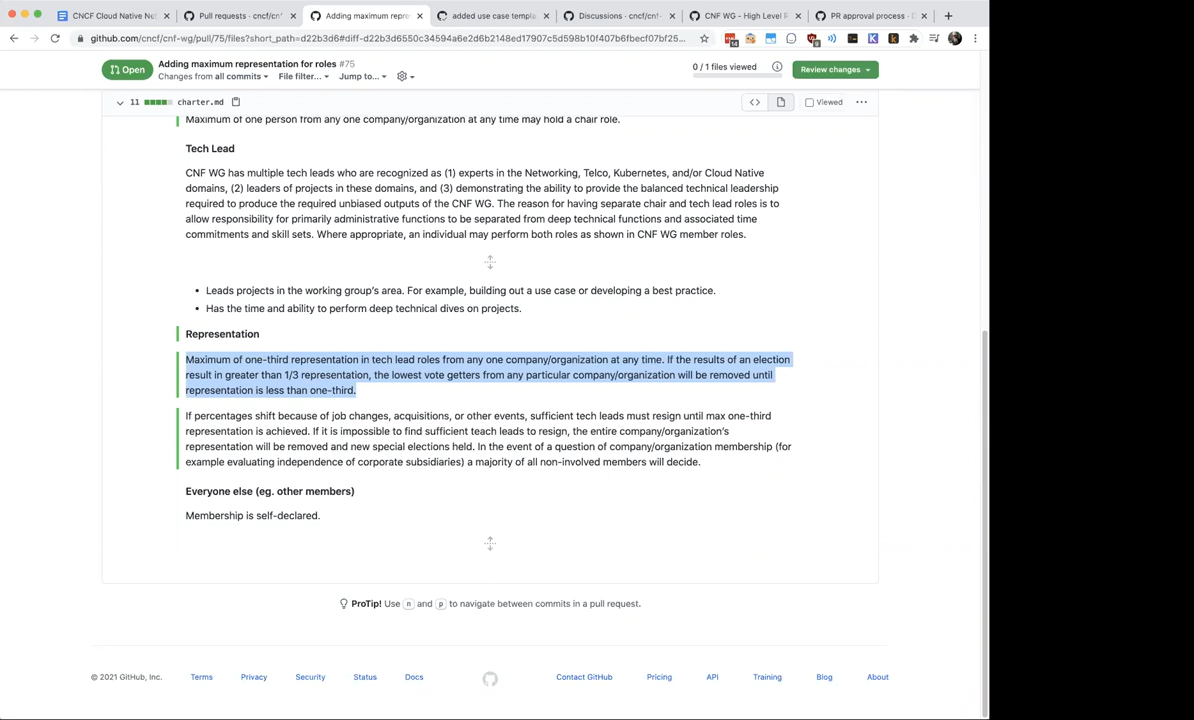 CNCF Cloud Native Net
Pull requests · cncf/cnf
Adding maximum repre
added use case templa
Discussions · cncf/cnf-
CNF WG - High Level P
PR approval process - D
github.com/cncf/cnf-wg/pull/75/files?short_path=d22b3d6#diff-d22b3d6550c34594a6e2d6b2148ed17907c5d598b10f407b6fbecf07bf25...
14
9
Open
Adding maximum representation for roles #75
Changes from all commits
File filter...
Jump to...
0 / 1 files viewed
Review changes
11
charter.md
Viewed
Maximum of one person from any one company/organization at any time may hold a chair role.
Tech Lead
CNF WG has multiple tech leads who are recognized as (1) experts in the Networking, Telco, Kubernetes, and/or Cloud Native
domains, (2) leaders of projects in these domains, and (3) demonstrating the ability to provide the balanced technical leadership
required to produce the required unbiased outputs of the CNF WG. The reason for having separate chair and tech lead roles is to
allow responsibility for primarily administrative functions to be separated from deep technical functions and associated time
commitments and skill sets. Where appropriate, an individual may perform both roles as shown in CNF WG member roles.
• Leads projects in the working group's area. For example, building out a use case or developing a best practice.
• Has the time and ability to perform deep technical dives on projects.
Representation
Maximum of one-third representation in tech lead roles from any one company/organization at any time. If the results of an election
result in greater than 1/3 representation, the lowest vote getters from any particular company/organization will be removed until
representation is less than one-third.
If percentages shift because of job changes, acquisitions, or other events, sufficient tech leads must resign until max one-third
representation is achieved. If it is impossible to find sufficient teach leads to resign, the entire company/organization's
representation will be removed and new special elections held. In the event of a question of company/organization membership (for
example evaluating independence of corporate subsidiaries) a majority of all non-involved members will decide.
Everyone else (eg. other members)
Membership is self-declared.
ProTip! Use n and p to navigate between commits in a pull request.
© 2021 GitHub, Inc.
Terms
Privacy
Security
Status
Docs
Contact GitHub
Pricing
API
Training
Blog
About